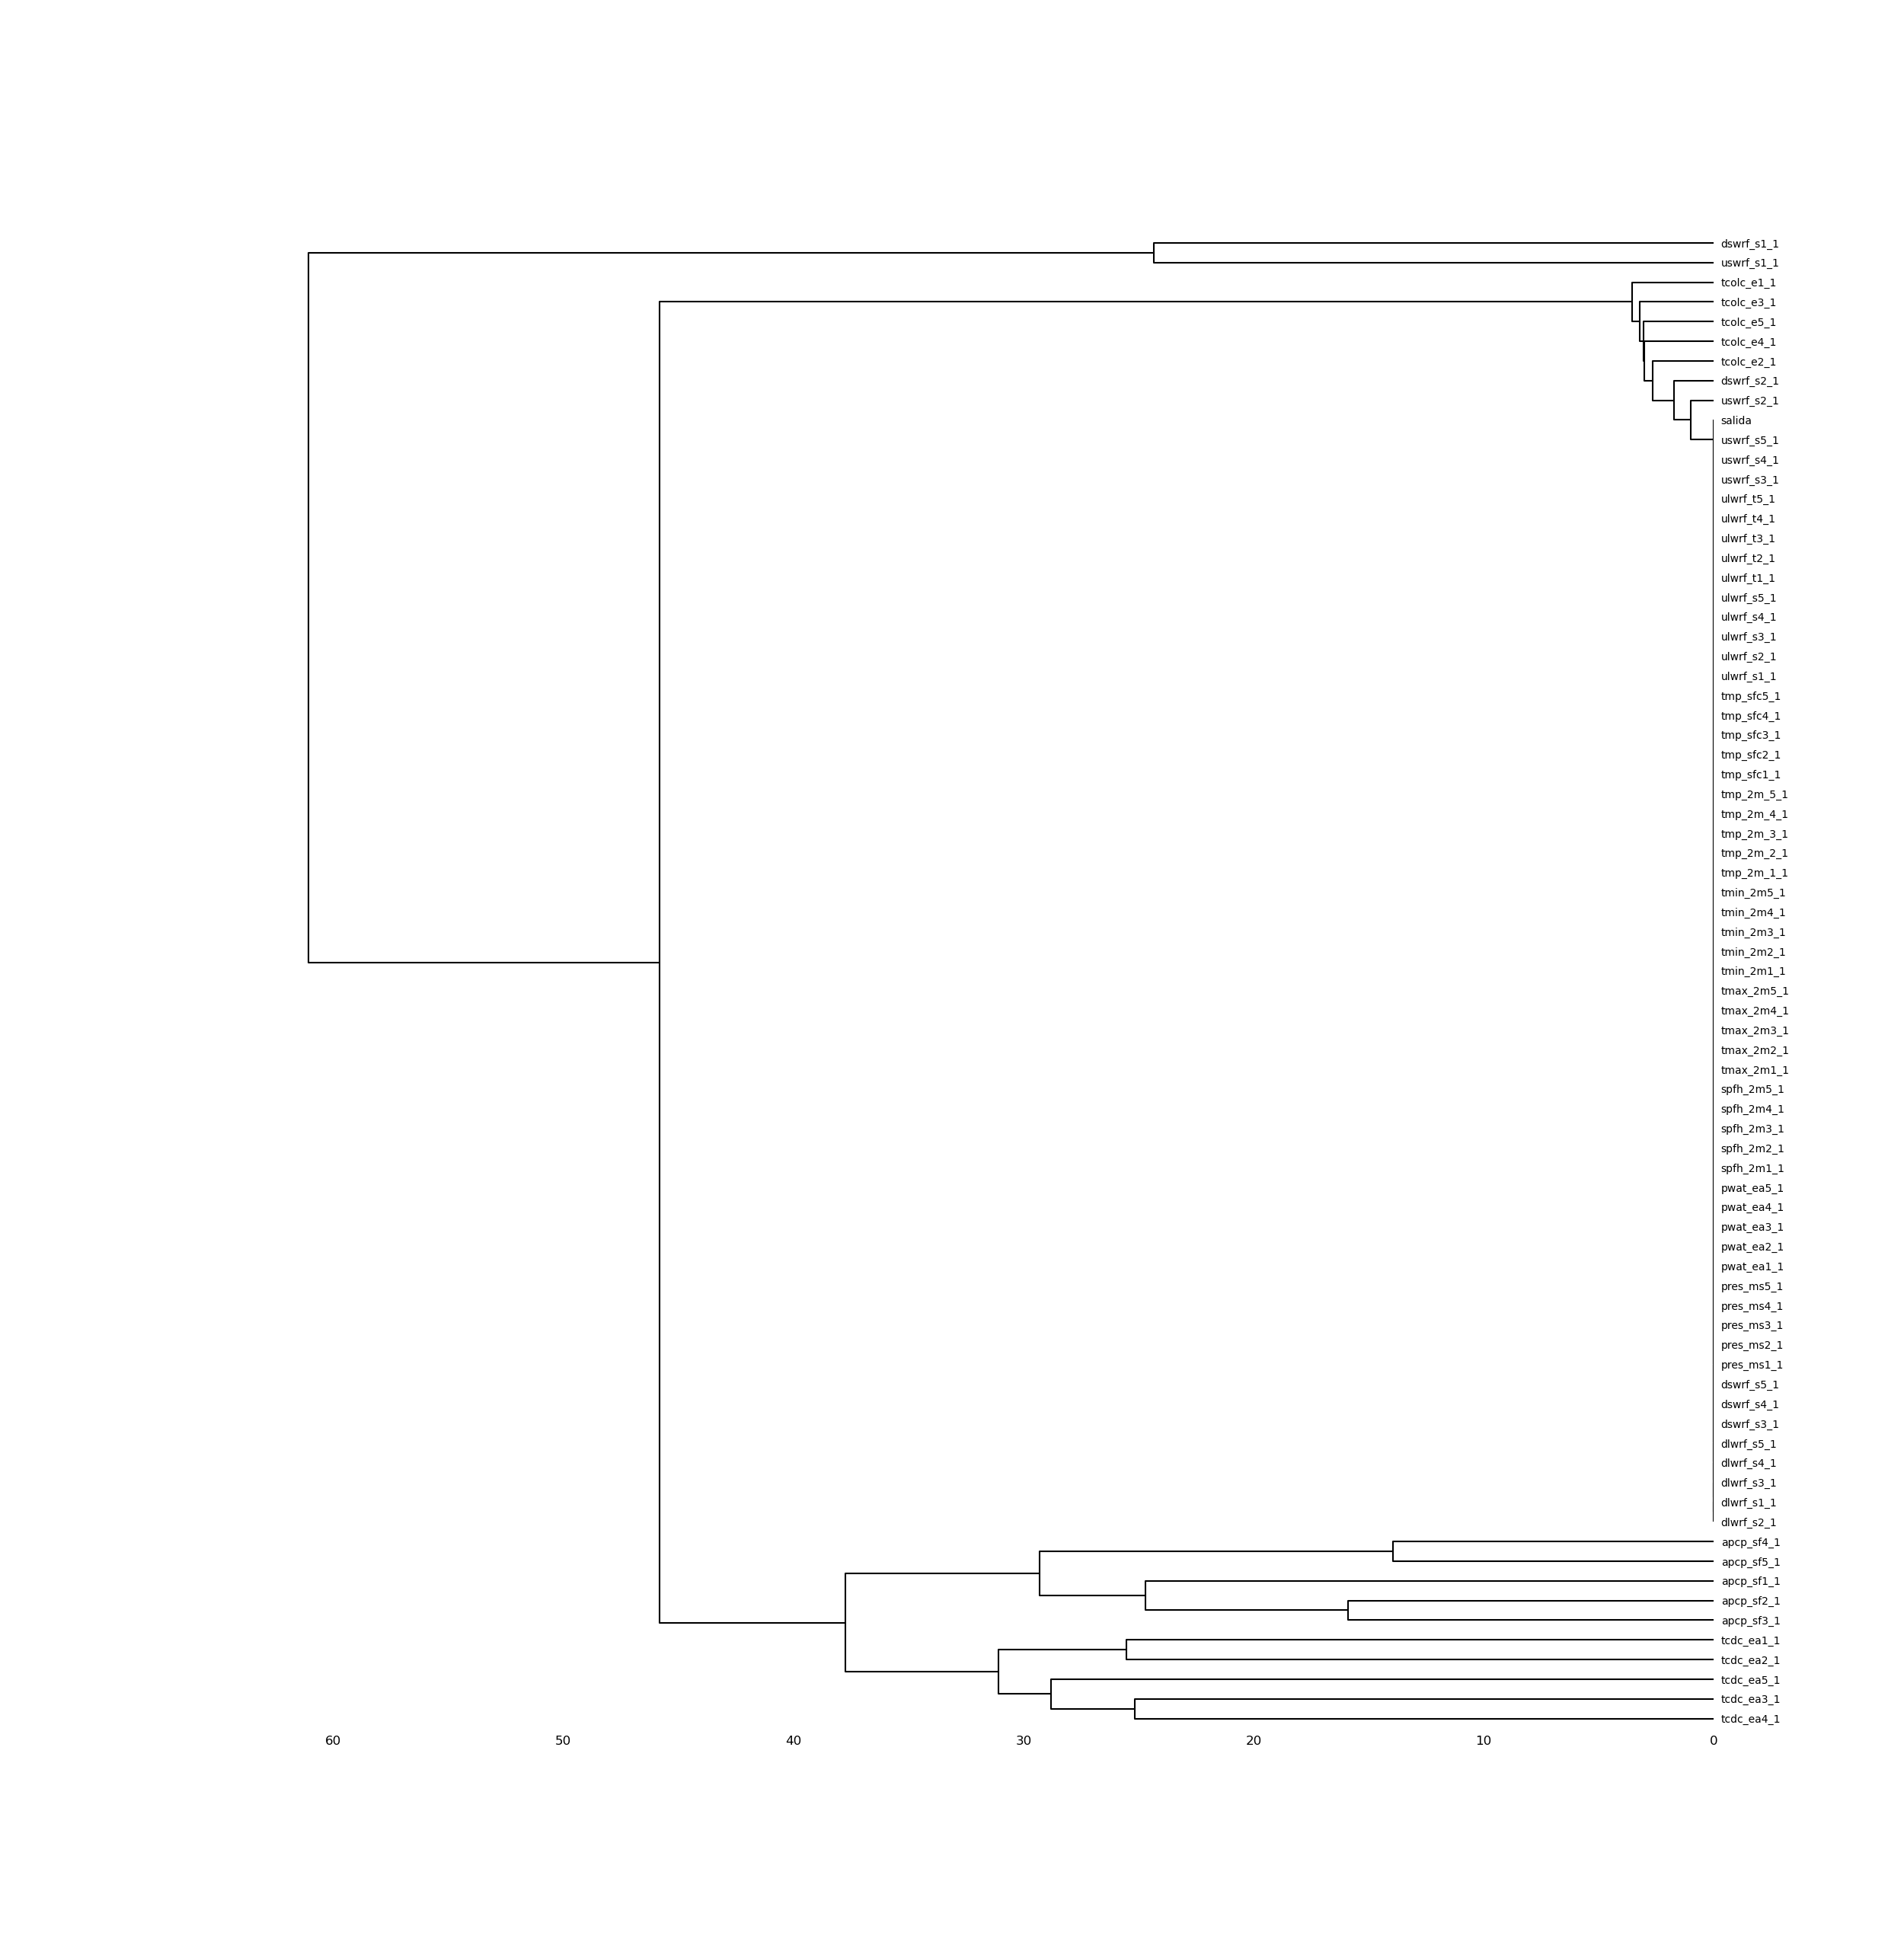 dswrf_s1_1
uswrf_s1_1
tcolc_e1_1
tcolc_e3_1
tcolc_e5_1
tcolc_e4_1
tcolc_e2_1
dswrf_s2_1
uswrf_s2_1
salida
uswrf_s5_1
uswrf_s4_1
uswrf_s3_1
ulwrf_t5_1
ulwrf_t4_1
ulwrf_t3_1
ulwrf_t2_1
ulwrf_t1_1
ulwrf_s5_1
ulwrf_s4_1
ulwrf_s3_1
ulwrf_s2_1
ulwrf_s1_1
tmp_sfc5_1
tmp_sfc4_1
tmp_sfc3_1
tmp_sfc2_1
tmp_sfc1_1
tmp_2m_5_1
tmp_2m_4_1
tmp_2m_3_1
tmp_2m_2_1
tmp_2m_1_1
tmin_2m5_1
tmin_2m4_1
tmin_2m3_1
tmin_2m2_1
tmin_2m1_1
tmax_2m5_1
tmax_2m4_1
tmax_2m3_1
tmax_2m2_1
tmax_2m1_1
spfh_2m5_1
spfh_2m4_1
spfh_2m3_1
spfh_2m2_1
spfh_2m1_1
pwat_ea5_1
pwat_ea4_1
pwat_ea3_1
pwat_ea2_1
pwat_ea1_1
pres_ms5_1
pres_ms4_1
pres_ms3_1
pres_ms2_1
pres_ms1_1
dswrf_s5_1
dswrf_s4_1
dswrf_s3_1
dlwrf_s5_1
dlwrf_s4_1
dlwrf_s3_1
dlwrf_s1_1
dlwrf_s2_1
apcp_sf4_1
apcp_sf5_1
apcp_sf1_1
apcp_sf2_1
apcp_sf3_1
tcdc_ea1_1
tcdc_ea2_1
tcdc_ea5_1
tcdc_ea3_1
tcdc_ea4_1
60 50 40 30 20 10 0